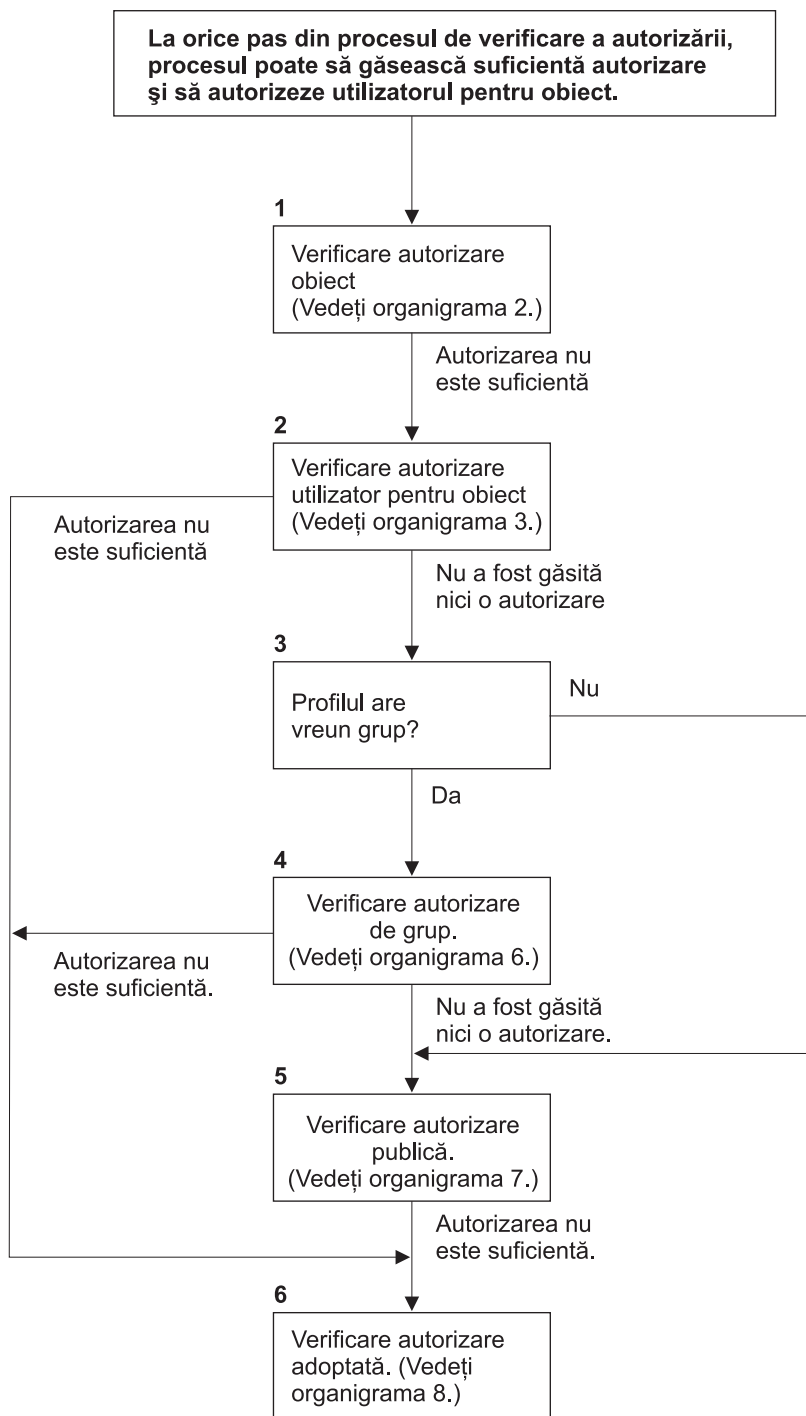 La orice pas din procesul de verificare a autorizării,
procesul poate să găsească suficientă autorizare
şi să autorizeze utilizatorul pentru obiect.
1
Verificare autorizare
obiect
(Vedeţi organigrama 2.)
Autorizarea nu
este suficientă
2
Verificare autorizare
utilizator pentru obiect
(Vedeţi organigrama 3.)
Autorizarea nu
este suficientă
Nu a fost găsită
nici o autorizare
3
Profilul are
vreun grup?
Nu
Da
4
Verificare autorizare
de grup.
(Vedeţi organigrama 6.)
Autorizarea nu
este suficientă.
Nu a fost găsită
nici o autorizare.
5
Verificare autorizare
publică.
(Vedeţi organigrama 7.)
Autorizarea nu
este suficientă.
6
Verificare autorizare
adoptată. (Vedeţi
organigrama 8.)